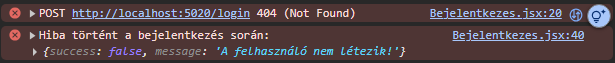 POST http://localhost:5020/login 404 (Not Found) Bejelentkezes.jsx:20
Hiba történt a bejelentkezés során: Bejelentkezes.jsx:40
{success: false, message: 'A felhasználó nem létezik!'}